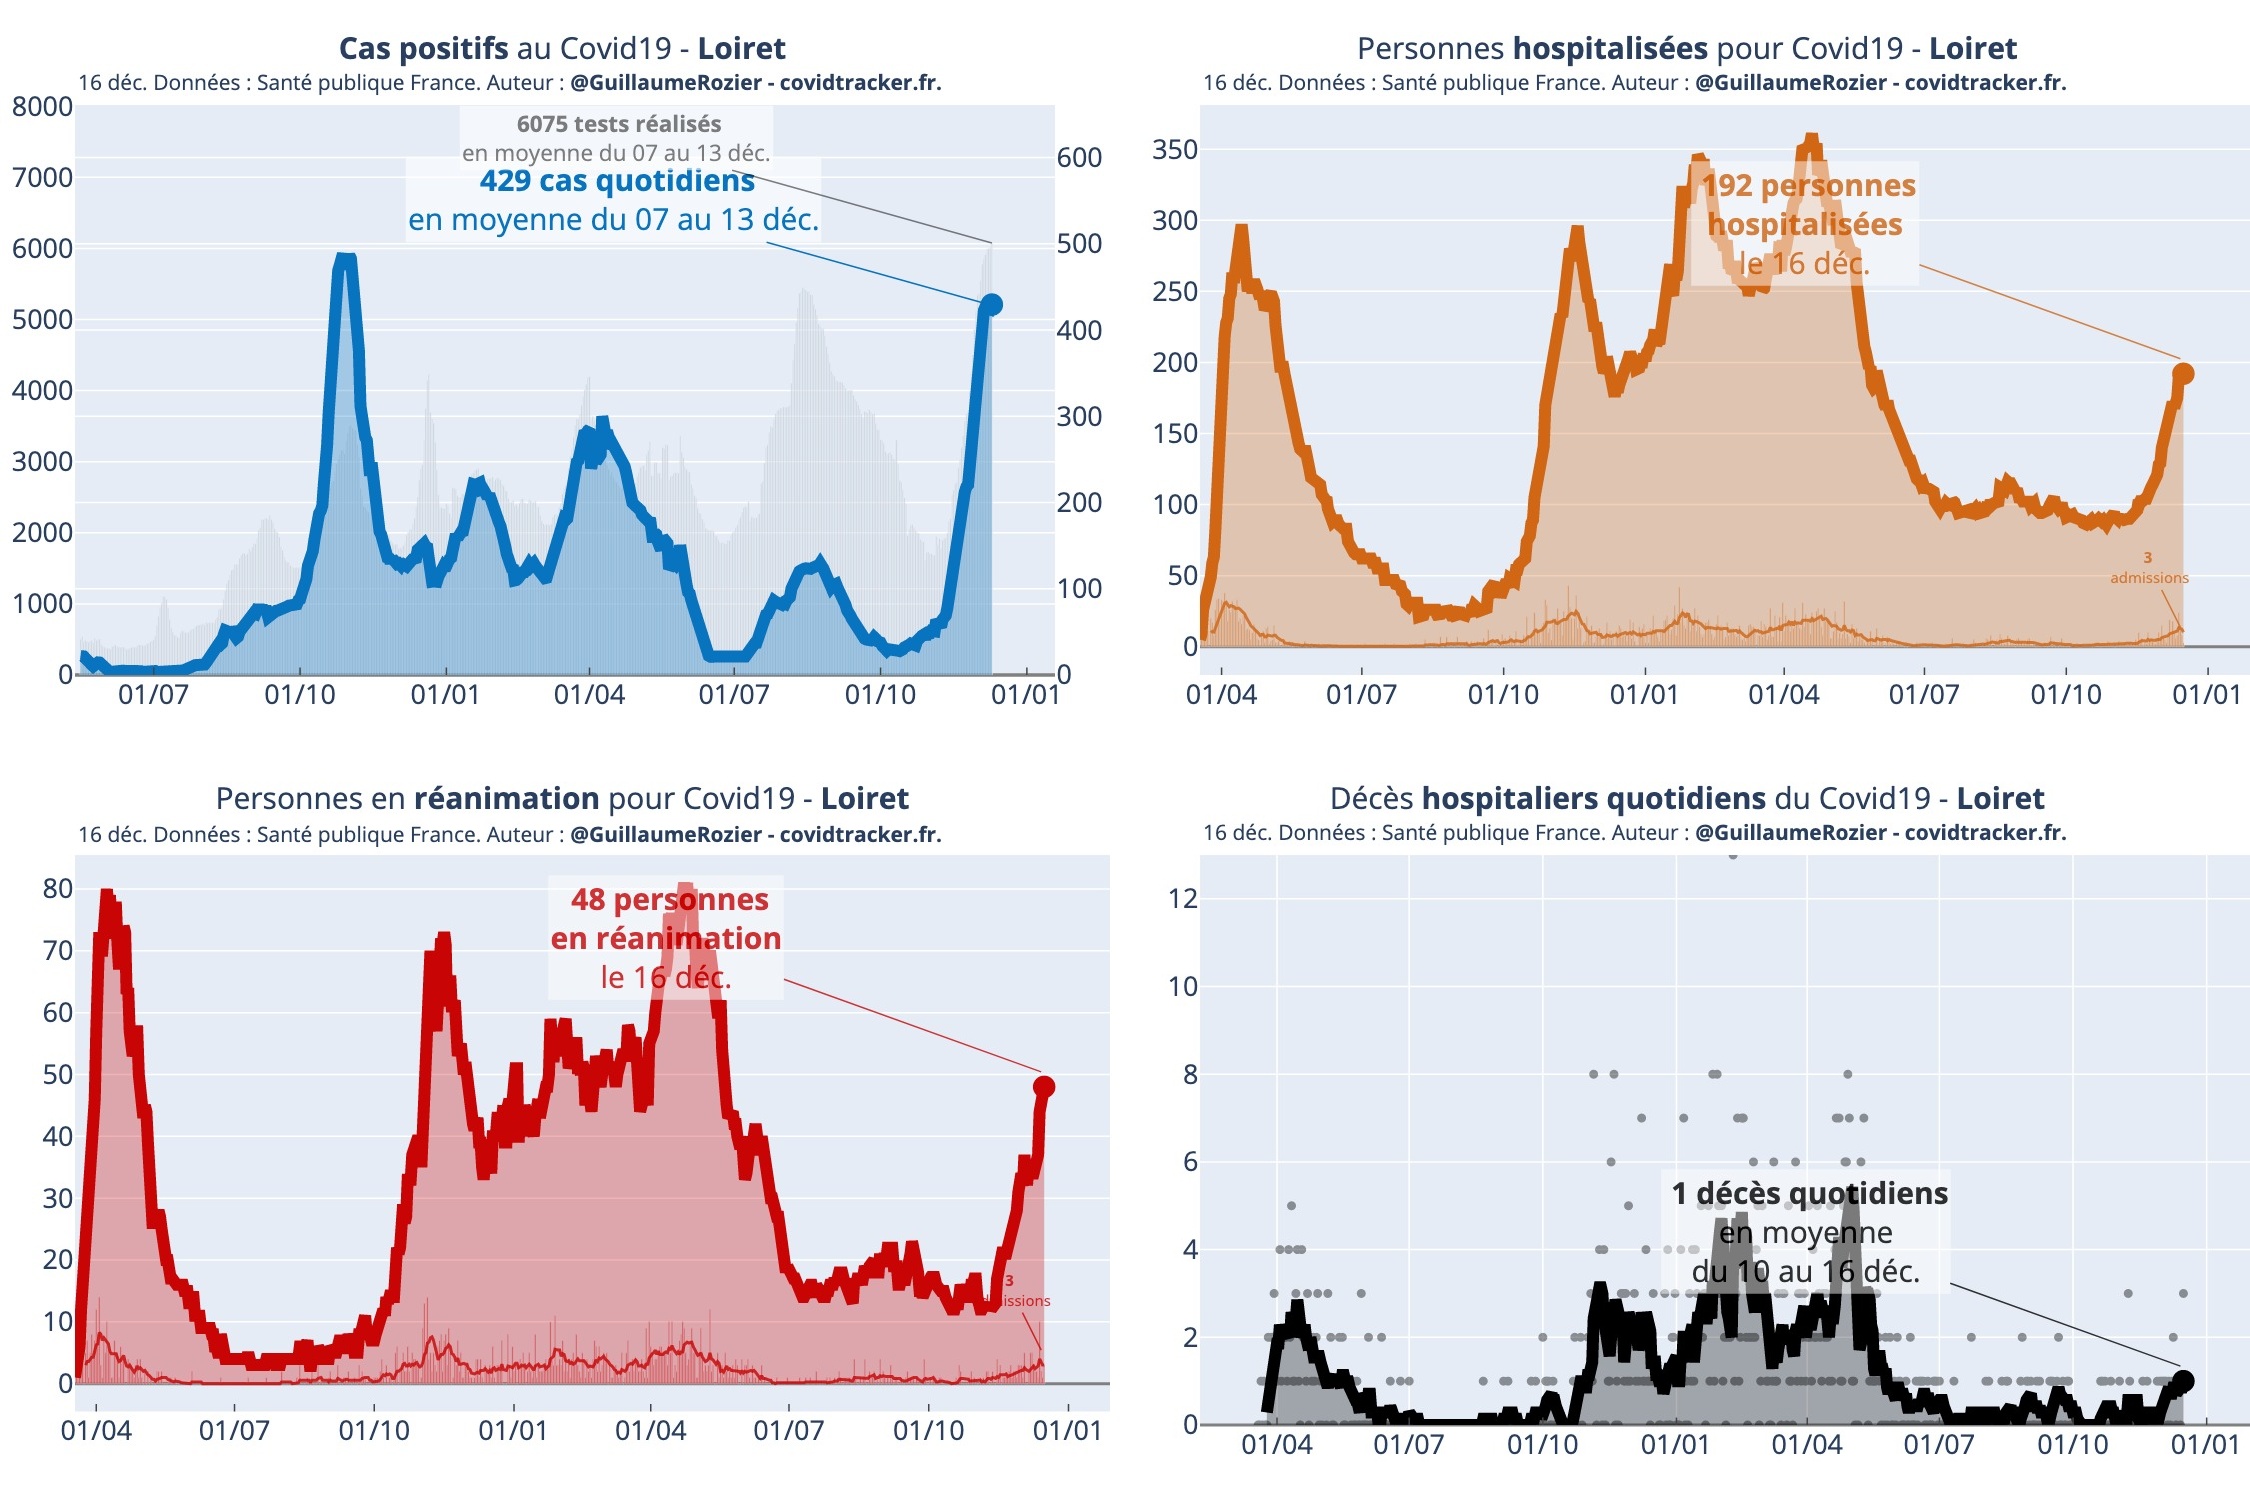 Cas positifs au Covid19 - Loiret
16 déc. Données : Santé publique France. Auteur : @GuillaumeRozier - covidtracker.fr.
6075 tests réalisés
en moyenne du 07 au 13 déc.
429 cas quotidiens
en moyenne du 07 au 13 déc.
8000
7000
6000
5000
4000
3000
2000
1000
0
600
500
400
300
200
100
0
01/07 01/10 01/01 01/04 01/07 01/10 01/01
Personnes hospitalisées pour Covid19 - Loiret
16 déc. Données : Santé publique France. Auteur : @GuillaumeRozier - covidtracker.fr.
192 personnes
hospitalisées
le 16 déc.
350
300
250
200
150
100
50
0
3
admissions
01/04 01/07 01/10 01/01 01/04 01/07 01/10 01/01
Personnes en réanimation pour Covid19 - Loiret
16 déc. Données : Santé publique France. Auteur : @GuillaumeRozier - covidtracker.fr.
48 personnes
en réanimation
le 16 déc.
80
70
60
50
40
30
20
10
0
3
admissions
01/04 01/07 01/10 01/01 01/04 01/07 01/10 01/01
Décès hospitaliers quotidiens du Covid19 - Loiret
16 déc. Données : Santé publique France. Auteur : @GuillaumeRozier - covidtracker.fr.
1 décès quotidiens
en moyenne
du 10 au 16 déc.
12
10
8
6
4
2
0
01/04 01/07 01/10 01/01 01/04 01/07 01/10 01/01